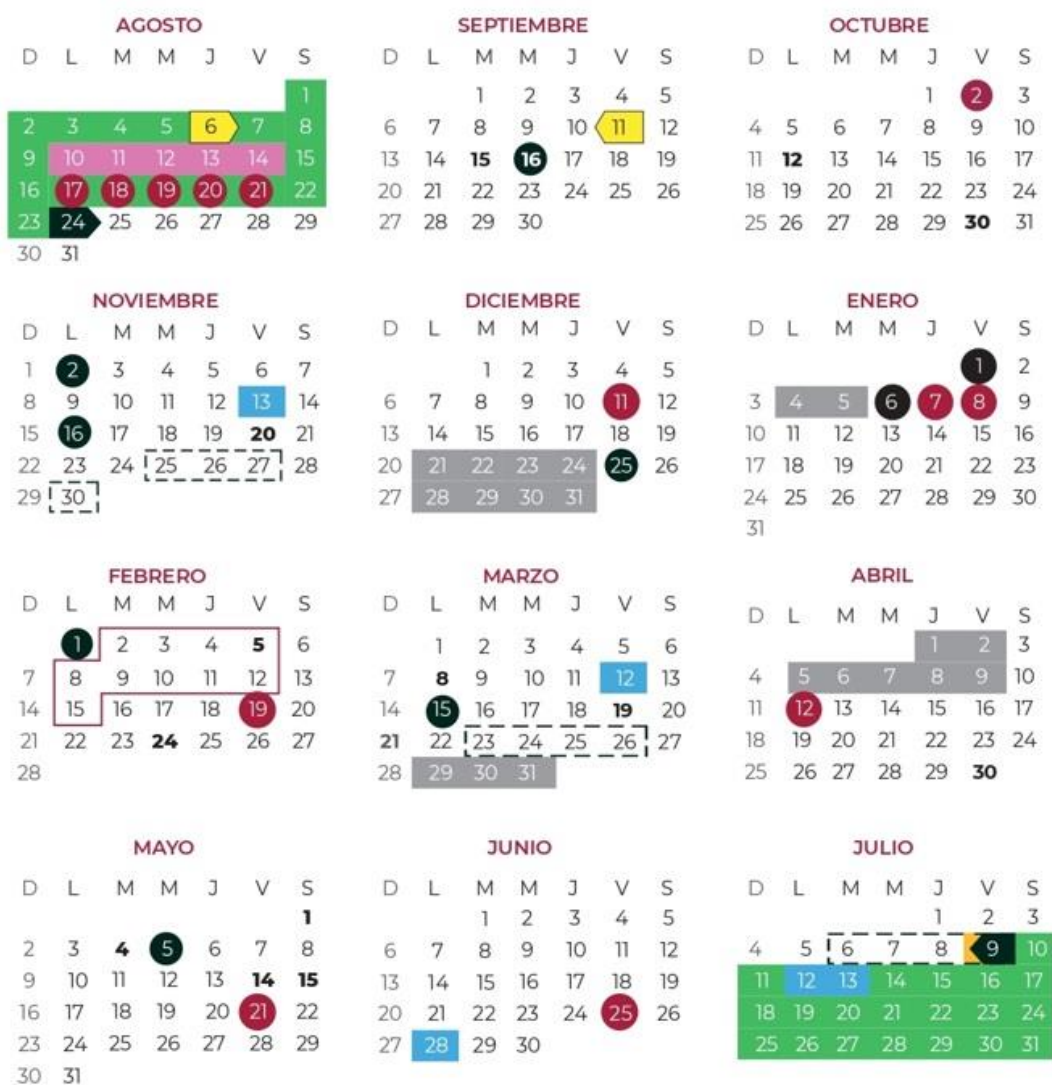 AGOSTO
D L M M J V S
1
2 3 4 5 6 7 8
9 10 11 12 13 14 15
16 17 18 19 20 21 22
23 24 25 26 27 28 29
30 31
SEPTIEMBRE
D L M M J V S
1 2 3 4 5
6 7 8 9 10 11 12
13 14 15 16 17 18 19
20 21 22 23 24 25 26
27 28 29 30
OCTUBRE
D L M M J V S
1 2 3
4 5 6 7 8 9 10
11 12 13 14 15 16 17
18 19 20 21 22 23 24
25 26 27 28 29 30 31
NOVIEMBRE
D L M M J V S
1 2 3 4 5 6 7
8 9 10 11 12 13 14
15 16 17 18 19 20 21
22 23 24 25 26 27 28
29 30
DICIEMBRE
D L M M J V S
1 2 3 4 5
6 7 8 9 10 11 12
13 14 15 16 17 18 19
20 21 22 23 24 25 26
27 28 29 30 31
ENERO
D L M M J V S
1 2
3 4 5 6 7 8 9
10 11 12 13 14 15 16
17 18 19 20 21 22 23
24 25 26 27 28 29 30
31
FEBRERO
D L M M J V S
1 2 3 4 5 6
7 8 9 10 11 12 13
14 15 16 17 18 19 20
21 22 23 24 25 26 27
28
MARZO
D L M M J V S
1 2 3 4 5 6
7 8 9 10 11 12 13
14 15 16 17 18 19 20
21 22 23 24 25 26 27
28 29 30 31
ABRIL
D L M M J V S
1 2 3
4 5 6 7 8 9 10
11 12 13 14 15 16 17
18 19 20 21 22 23 24
25 26 27 28 29 30
MAYO
D L M M J V S
1
2 3 4 5 6 7 8
9 10 11 12 13 14 15
16 17 18 19 20 21 22
23 24 25 26 27 28 29
30 31
JUNIO
D L M M J V S
1 2 3 4 5
6 7 8 9 10 11 12
13 14 15 16 17 18 19
20 21 22 23 24 25 26
27 28 29 30
JULIO
D L M M J V S
1 2 3
4 5 6 7 8 9 10
11 12 13 14 15 16 17
18 19 20 21 22 23 24
25 26 27 28 29 30 31